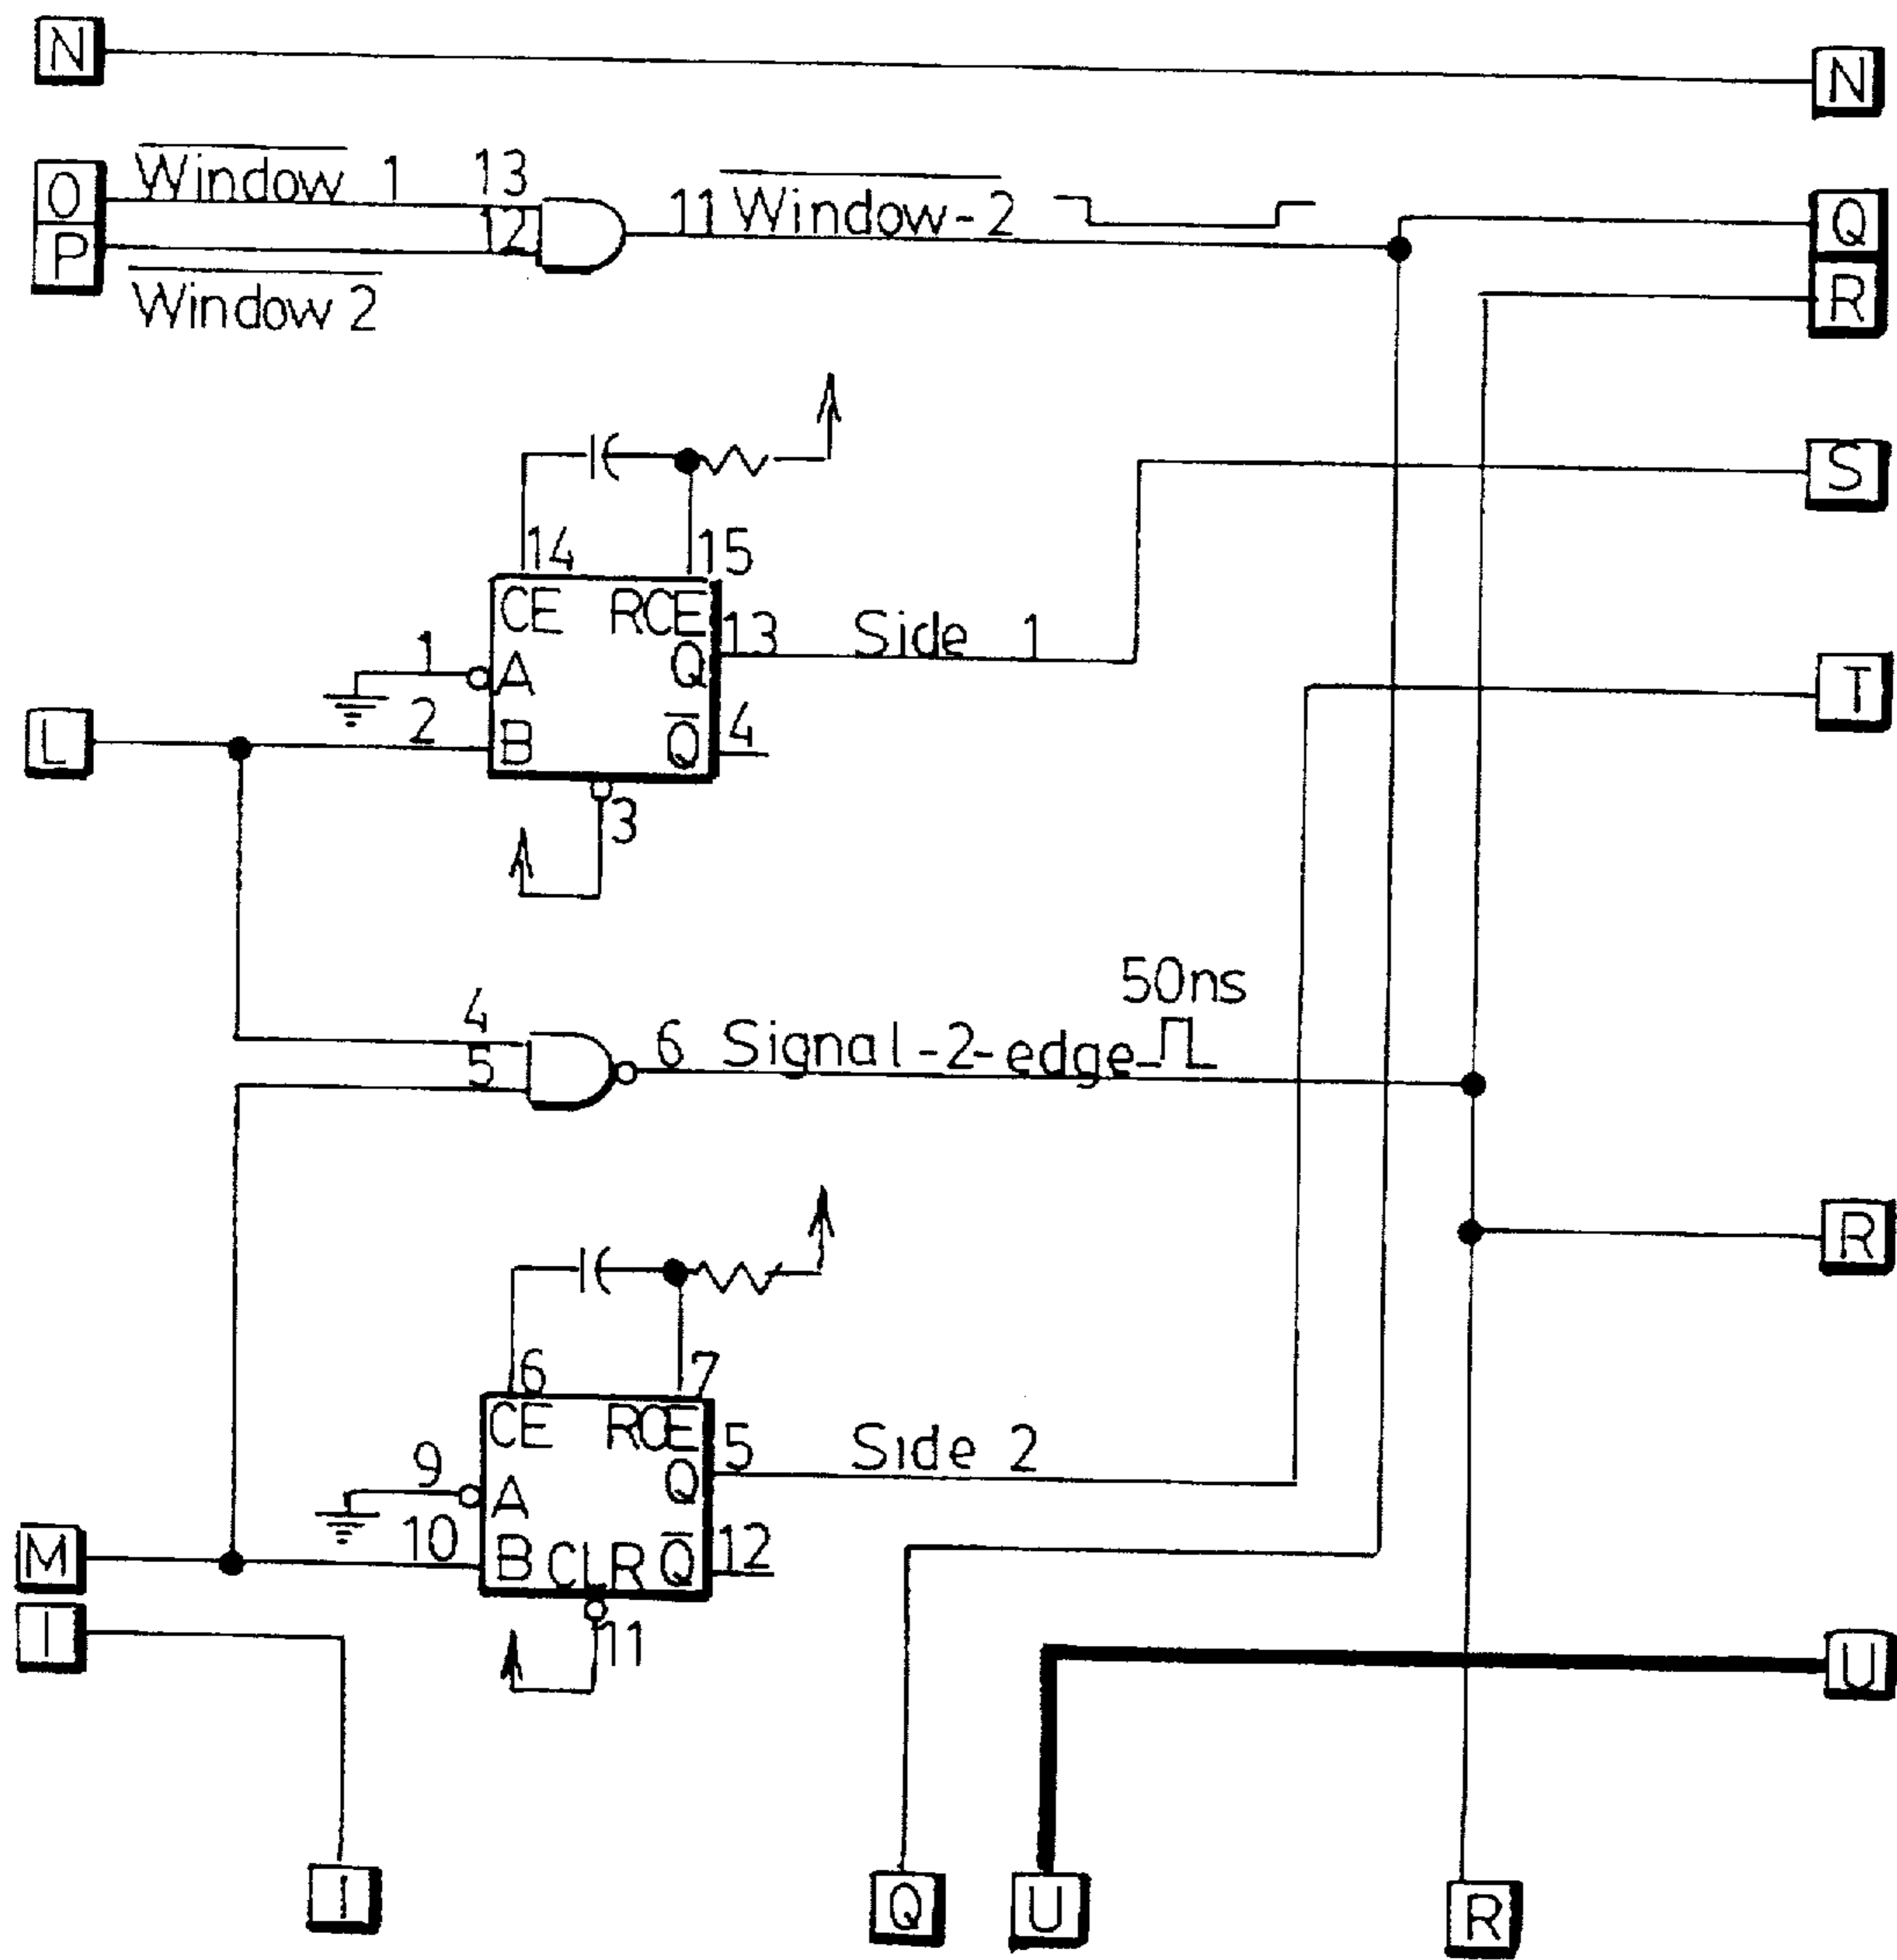 N N
O Window 1 13 11 Window-2 Q
P 12 R
Window 2
S
14 15
CE RCE
13 Side 1
1 A Q
T
2 B Q 4
L
3
50ns
4 6 Signal-2-edge
5
R
6 7
CE RCE
5 Side 2
9 A Q
10 B CLR Q 12
M
I 11
U
I Q U R